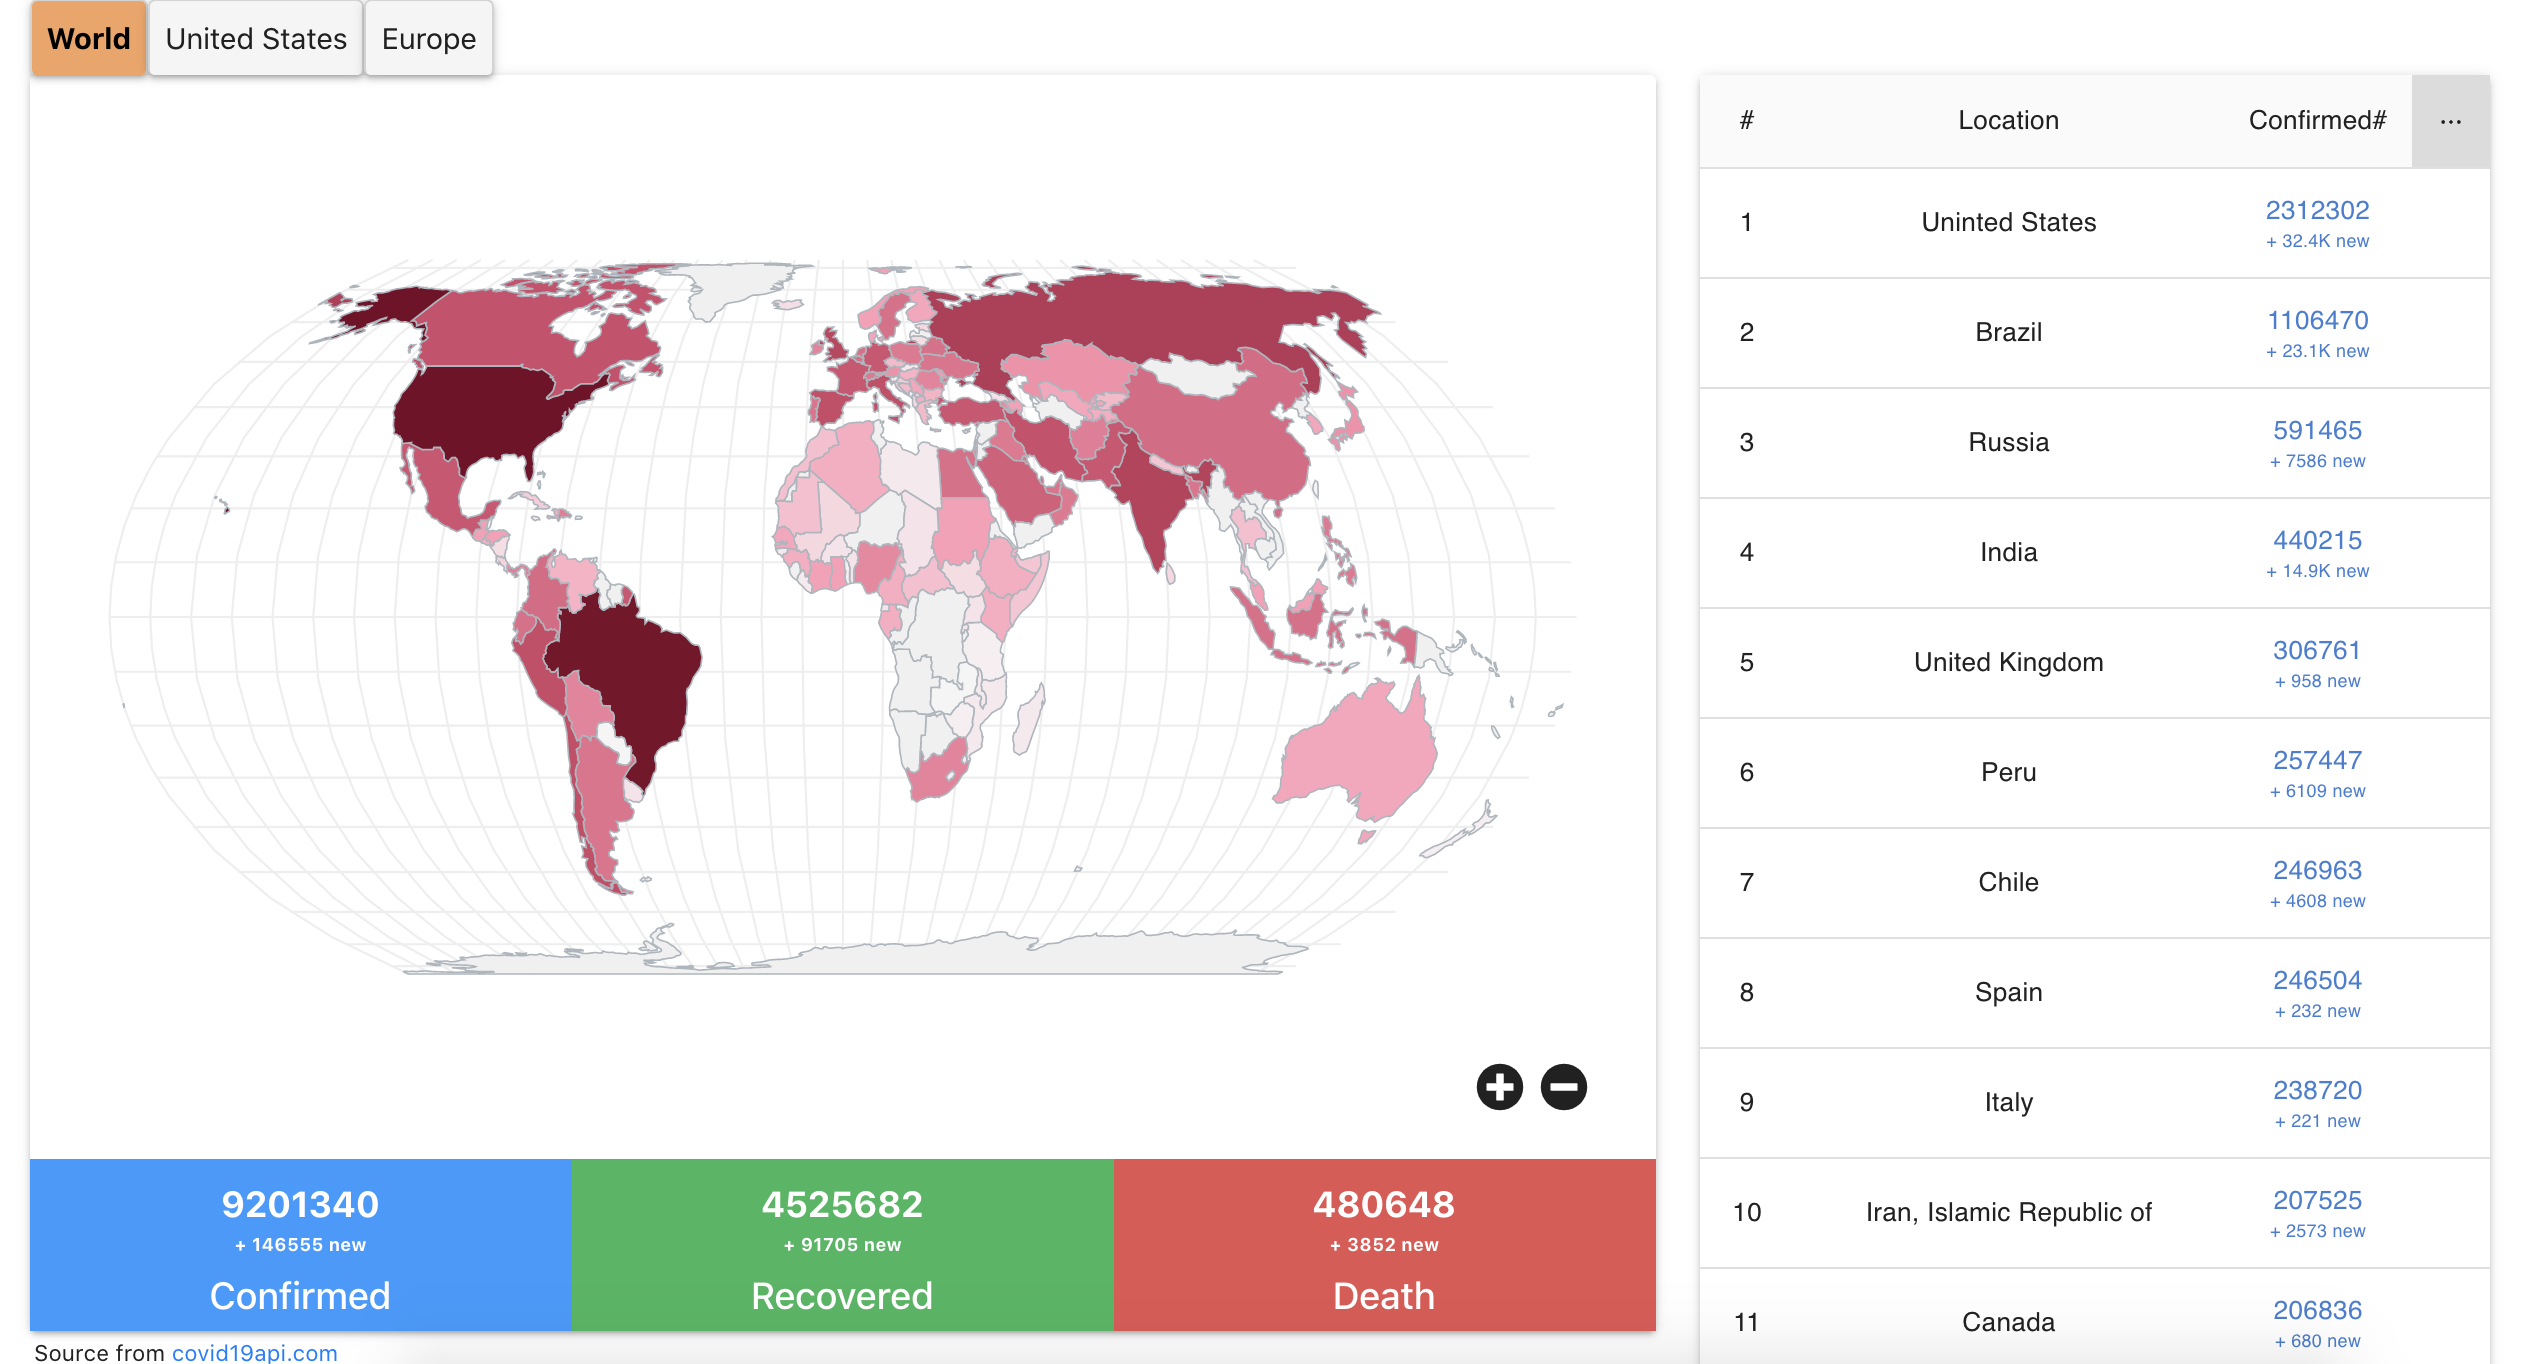 World
United States
Europe
# Location Confirmed# ...
1 Uninted States 2312302
+ 32.4K new
2 Brazil 1106470
+ 23.1K new
3 Russia 591465
+ 7586 new
4 India 440215
+ 14.9K new
5 United Kingdom 306761
+ 958 new
6 Peru 257447
+ 6109 new
7 Chile 246963
+ 4608 new
8 Spain 246504
+ 232 new
9 Italy 238720
+ 221 new
10 Iran, Islamic Republic of 207525
+ 2573 new
11 Canada 206836
+ 680 new
9201340
+ 146555 new
Confirmed
4525682
+ 91705 new
Recovered
480648
+ 3852 new
Death
Source from covid19api.com